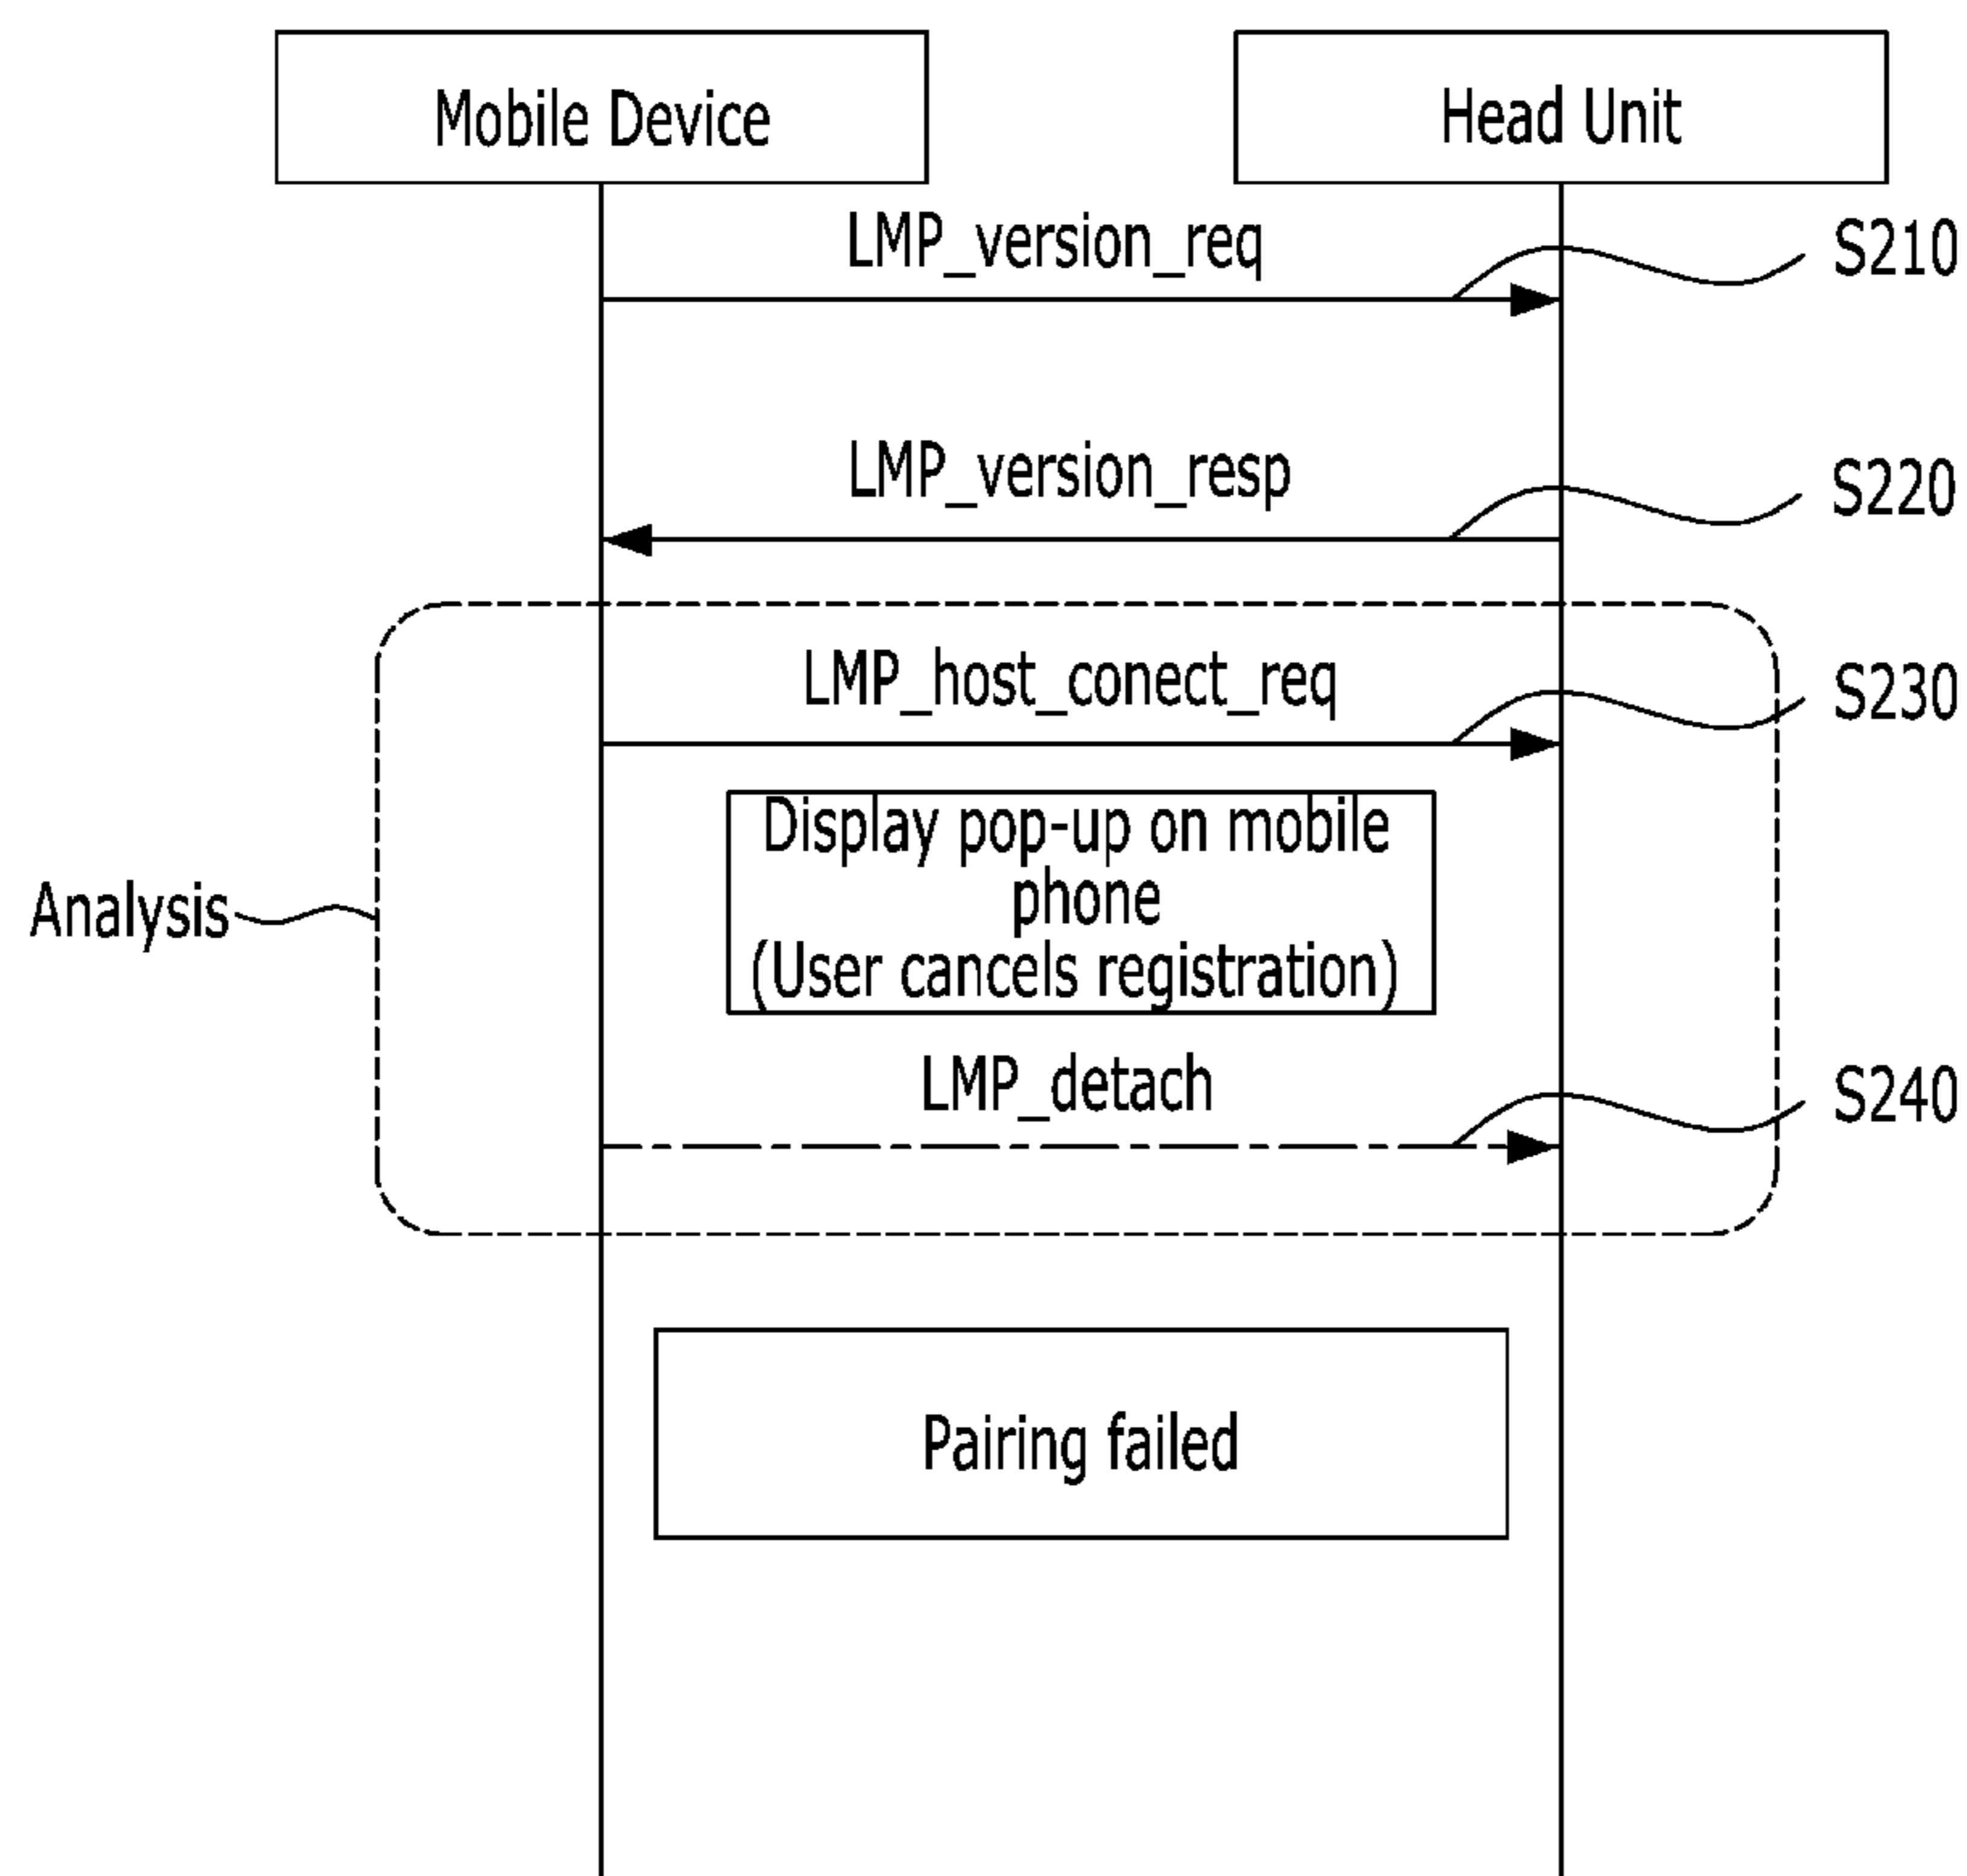 Mobile Device
Head Unit
LMP_version_req
S210
LMP_version_resp
S220
LMP_host_conect_req
S230
Display pop-up on mobile
phone
(User cancels registration)
Analysis
LMP_detach
S240
Pairing failed